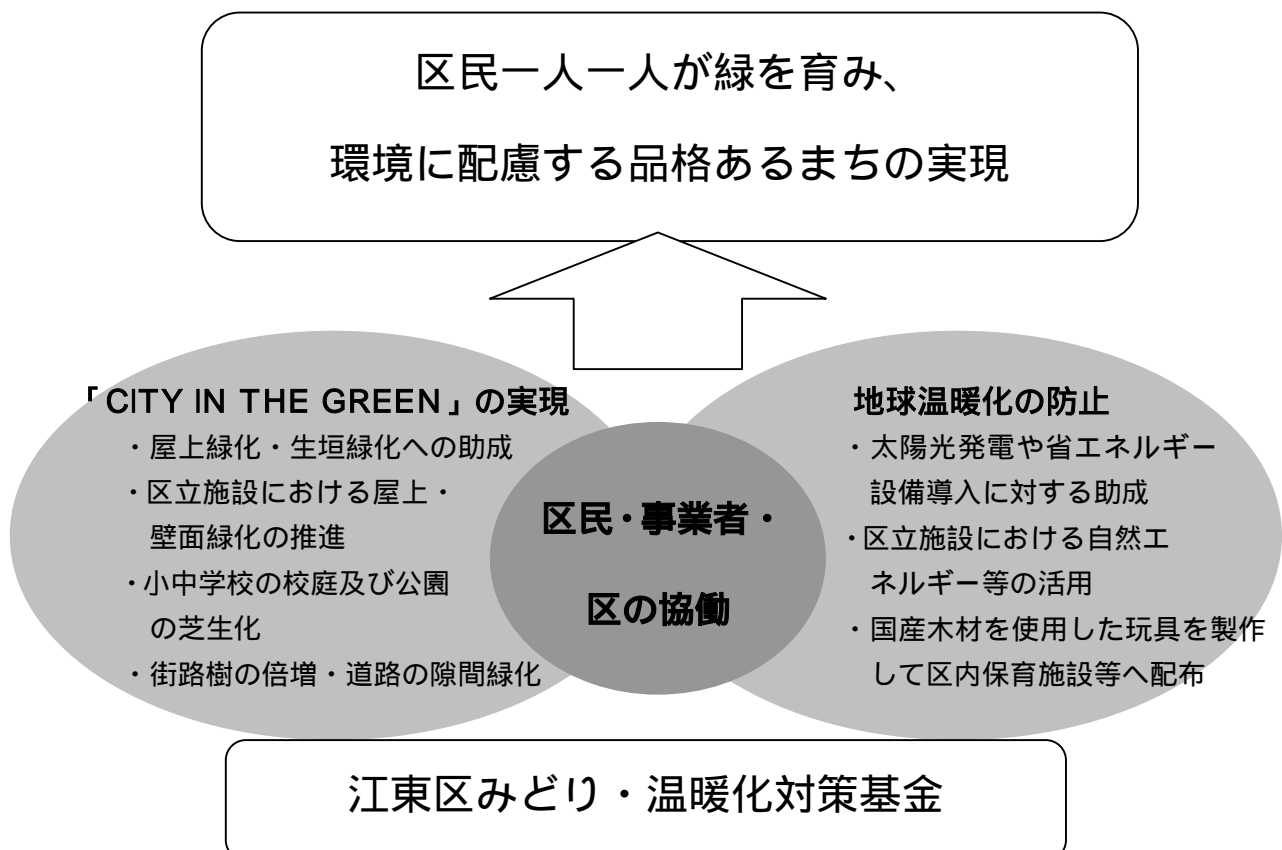 区民一人一人が緑を育み、
環境に配慮する品格あるまちの実現
「CITY IN THE GREEN」の実現
・屋上緑化・生垣緑化への助成
・区立施設における屋上・
壁面緑化の推進
・小中学校の校庭及び公園
の芝生化
・街路樹の倍増・道路の隙間緑化
区民・事業者・
区の協働
地球温暖化の防止
・太陽光発電や省エネルギー
設備導入に対する助成
・区立施設における自然エ
ネルギー等の活用
・国産木材を使用した玩具を製作
して区内保育施設等へ配布
江東区みどり・温暖化対策基金